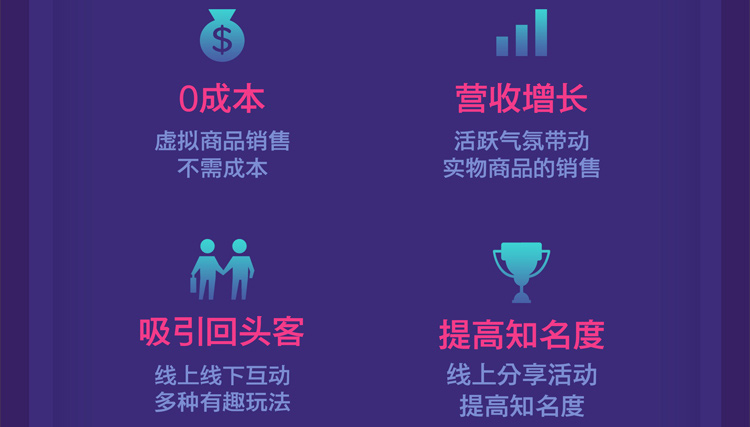 $
0成本
虚拟商品销售
不需成本
营收增长
活跃气氛带动
实物商品的销售
吸引回头客
线上线下互动
多种有趣玩法
提高知名度
线上分享活动
提高知名度